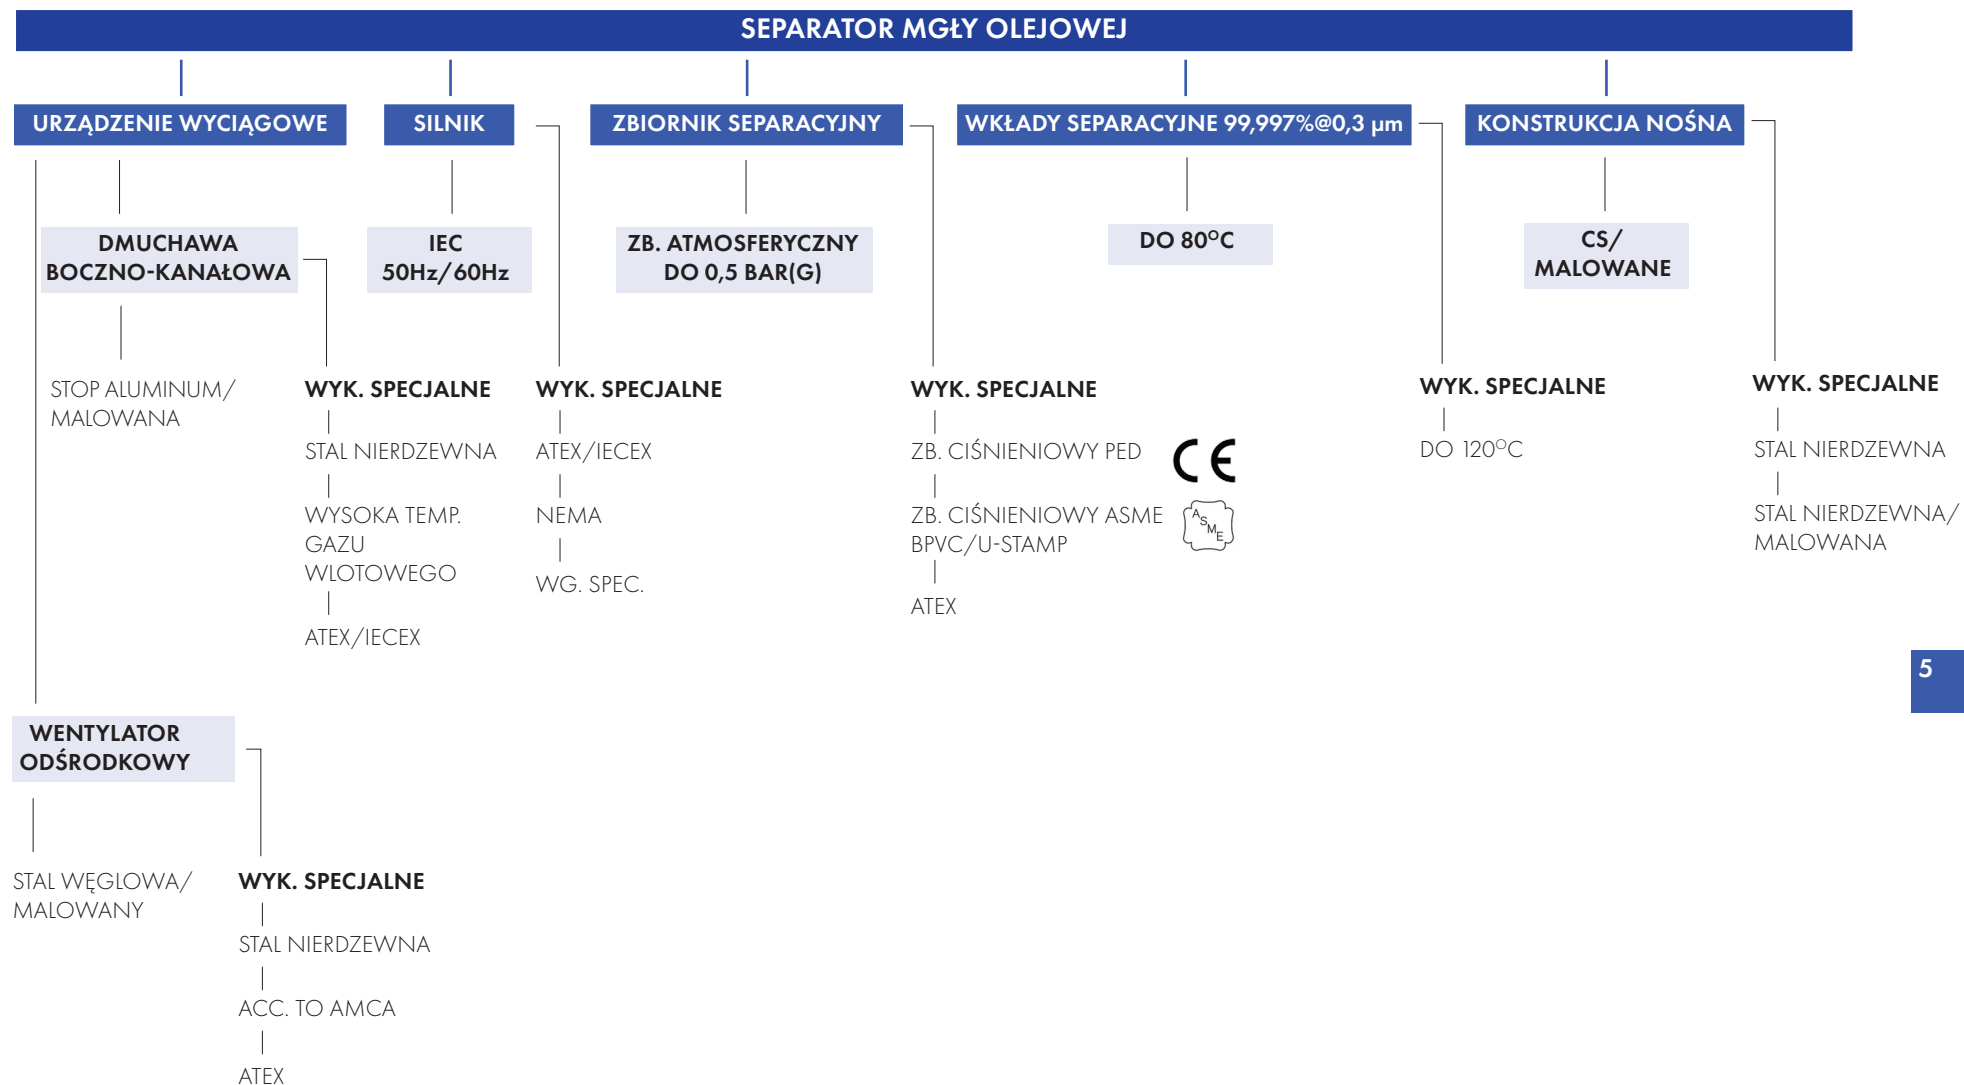 SEPARATOR MGŁY OLEJOWEJ
URZĄDZENIE WYCIĄGOWE
SILNIK
ZBIORNIK SEPARACYJNY
WKŁADY SEPARACYJNE 99,997%@0,3 µm
KONSTRUKCJA NOŚNA
DMUCHAWA
BOCZNO-KANAŁOWA
IEC
50Hz/60Hz
ZB. ATMOSFERYCZNY
DO 0,5 BAR(G)
DO 80°C
CS/
MALOWANE
STOP ALUMINUM/
MALOWANA
WYK. SPECJALNE
STAL NIERDZEWNA
WYSOKA TEMP.
GAZU
WLOTOWEGO
ATEX/IECEX
WYK. SPECJALNE
ATEX/IECEX
NEMA
WG. SPEC.
WYK. SPECJALNE
ZB. CIŚNIENIOWY PED
CE
ZB. CIŚNIENIOWY ASME
BPVC/U-STAMP
ASME
ATEX
WYK. SPECJALNE
DO 120°C
WYK. SPECJALNE
STAL NIERDZEWNA
STAL NIERDZEWNA/
MALOWANA
5
WENTYLATOR
ODŚRODKOWY
STAL WĘGLOWA/
MALOWANY
WYK. SPECJALNE
STAL NIERDZEWNA
ACC. TO AMCA
ATEX